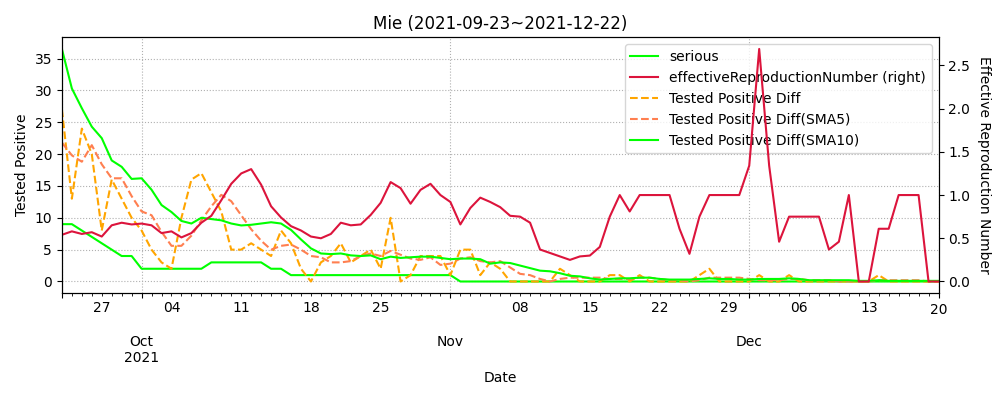 Mie (2021-09-23~2021-12-22)
serious
effectiveReproductionNumber (right)
Tested Positive Diff
Tested Positive Diff(SMA5)
Tested Positive Diff(SMA10)
Tested Positive
35
30
25
20
15
10
5
0
2.5
2.0
1.5
1.0
0.5
0.0
Effective Reproduction Number
27 04 11 18 25 08 15 22 29 06 13 20
Oct Nov Dec
2021
Date